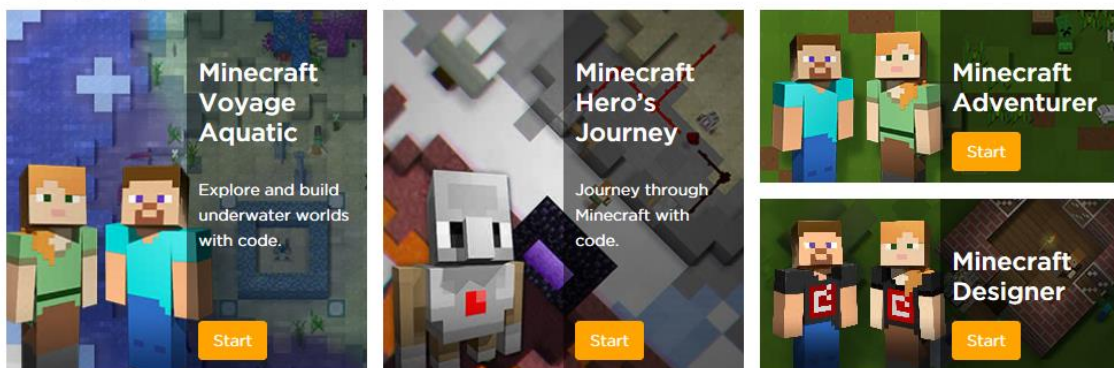 Minecraft
Voyage
Aquatic
Explore and build
underwater worlds
with code.
Start
Minecraft
Hero's
Journey
Journey through
Minecraft with
code.
Start
Minecraft
Adventurer
Start
Minecraft
Designer
Start